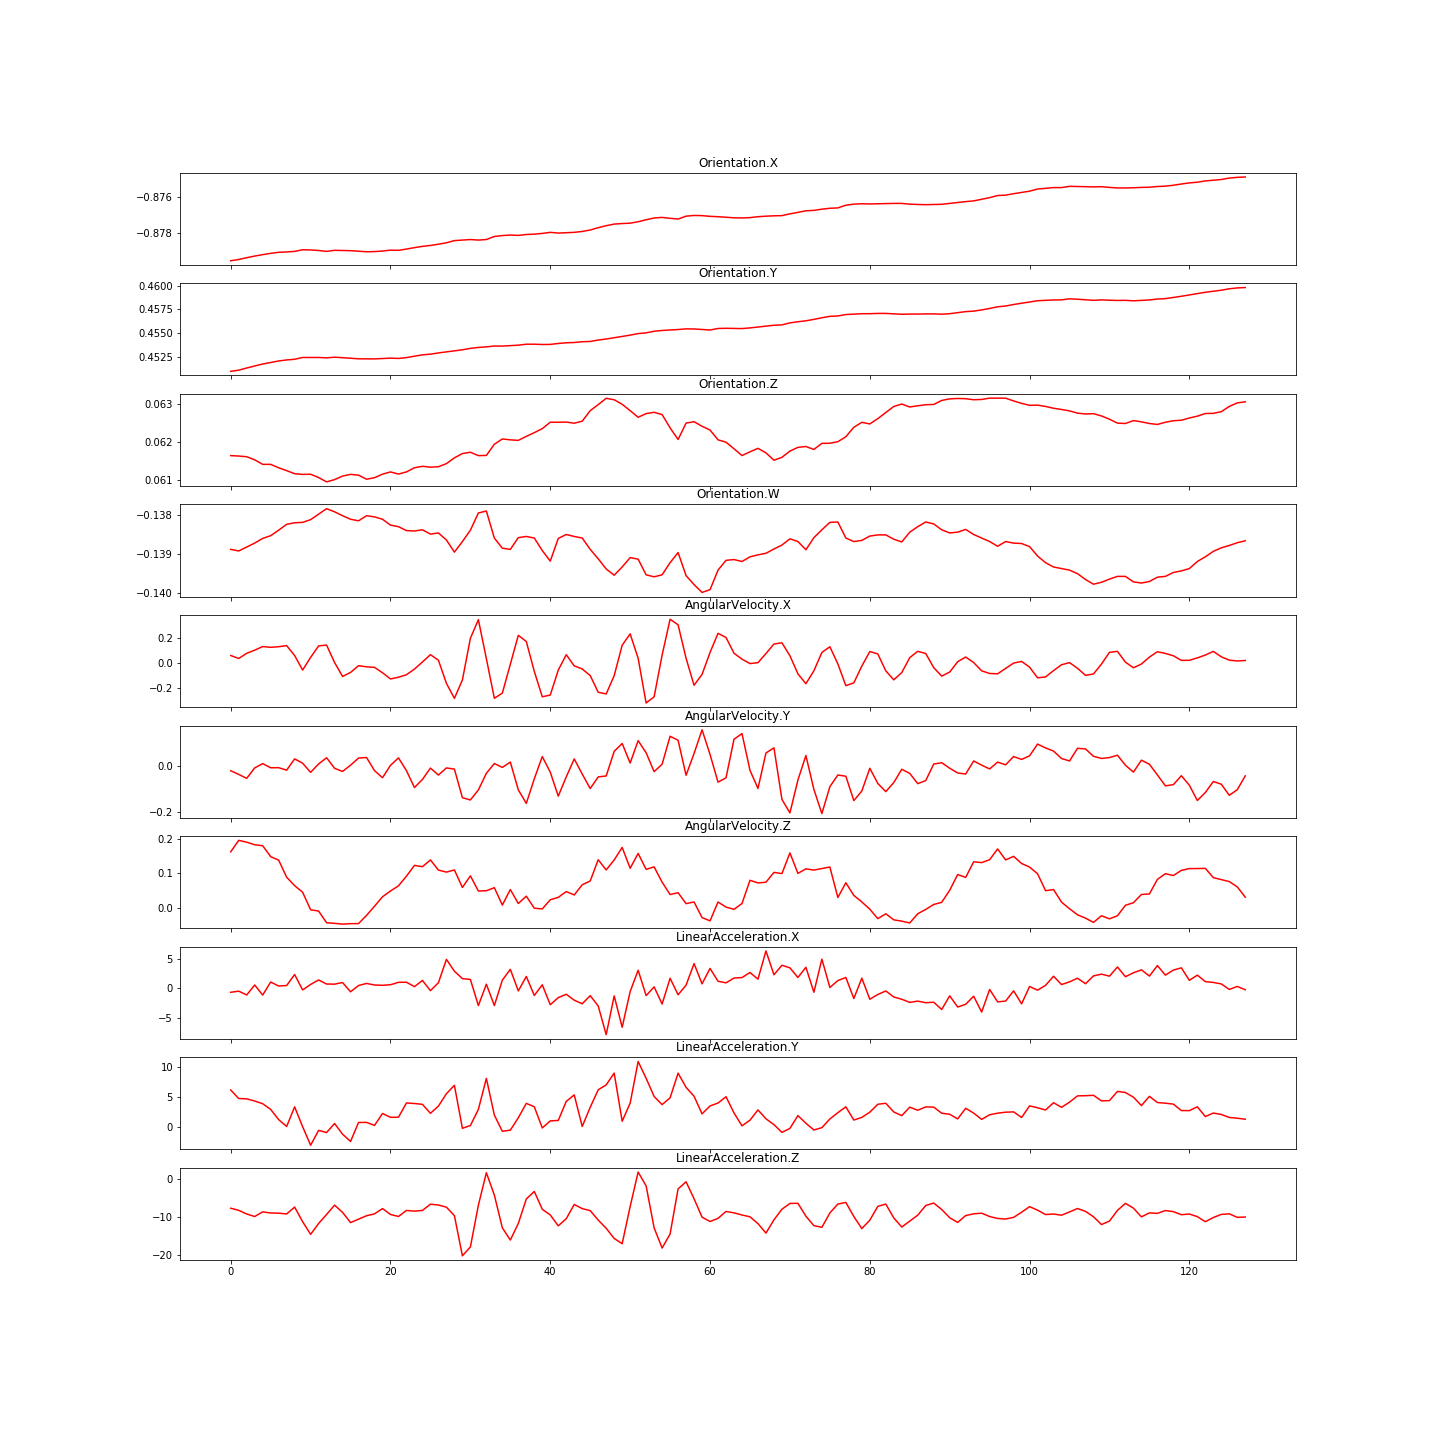 Orientation.X
−0.876
−0.878
Orientation.Y
0.4600
0.4575
0.4550
0.4525
Orientation.Z
0.063
0.062
0.061
Orientation.W
−0.138
−0.139
−0.140
AngularVelocity.X
0.2
0.0
−0.2
AngularVelocity.Y
0.0
−0.2
AngularVelocity.Z
0.2
0.1
0.0
LinearAcceleration.X
5
0
−5
LinearAcceleration.Y
10
5
0
LinearAcceleration.Z
0
−10
−20
0 20 40 60 80 100 120